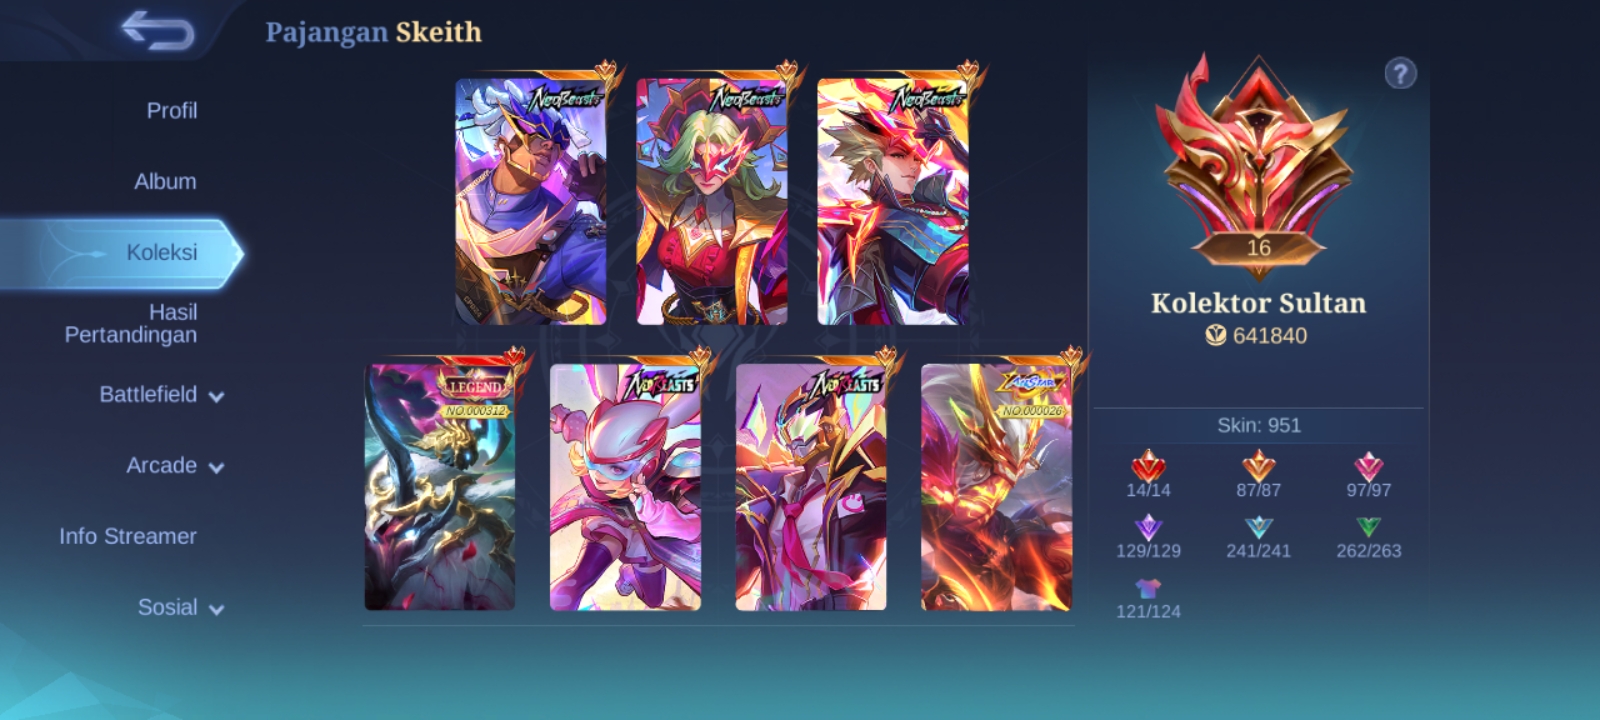 Pajangan Skeith
Profil
Album
Koleksi
Hasil
Pertandingan
Battlefield
Arcade
Info Streamer
Sosial
NeoBeasts
NeoBeasts
NeoBeasts
LEGEND
NO.000312
NEOBEASTS
NEOBEASTS
NO.000026
?
16
Kolektor Sultan
641840
Skin: 951
14/14
87/87
97/97
129/129
241/241
262/263
121/124